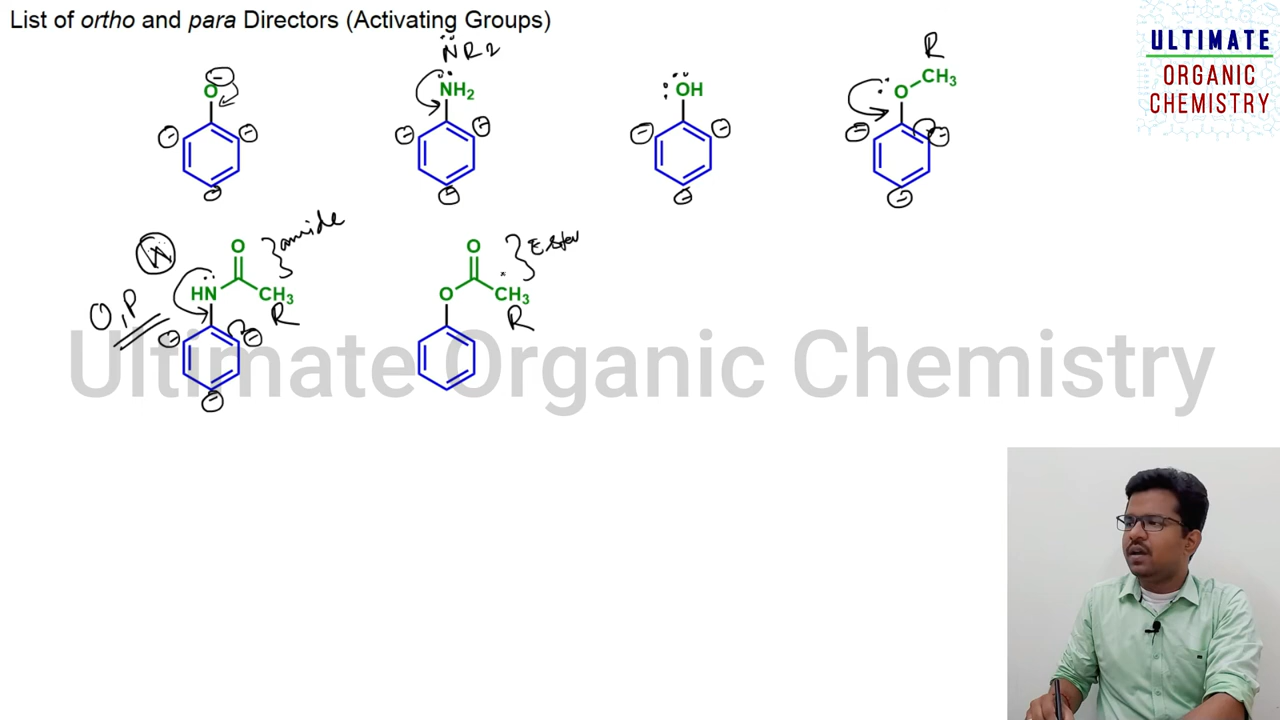 List of ortho and para Directors (Activating Groups)
ULTIMATE
ORGANIC
CHEMISTRY
NR2
R
O
NH2
OH
O
CH3
N
O
amide
O
Ester
O,P
HN
CH3
O
CH3
R
R
Ultimate Organic Chemistry